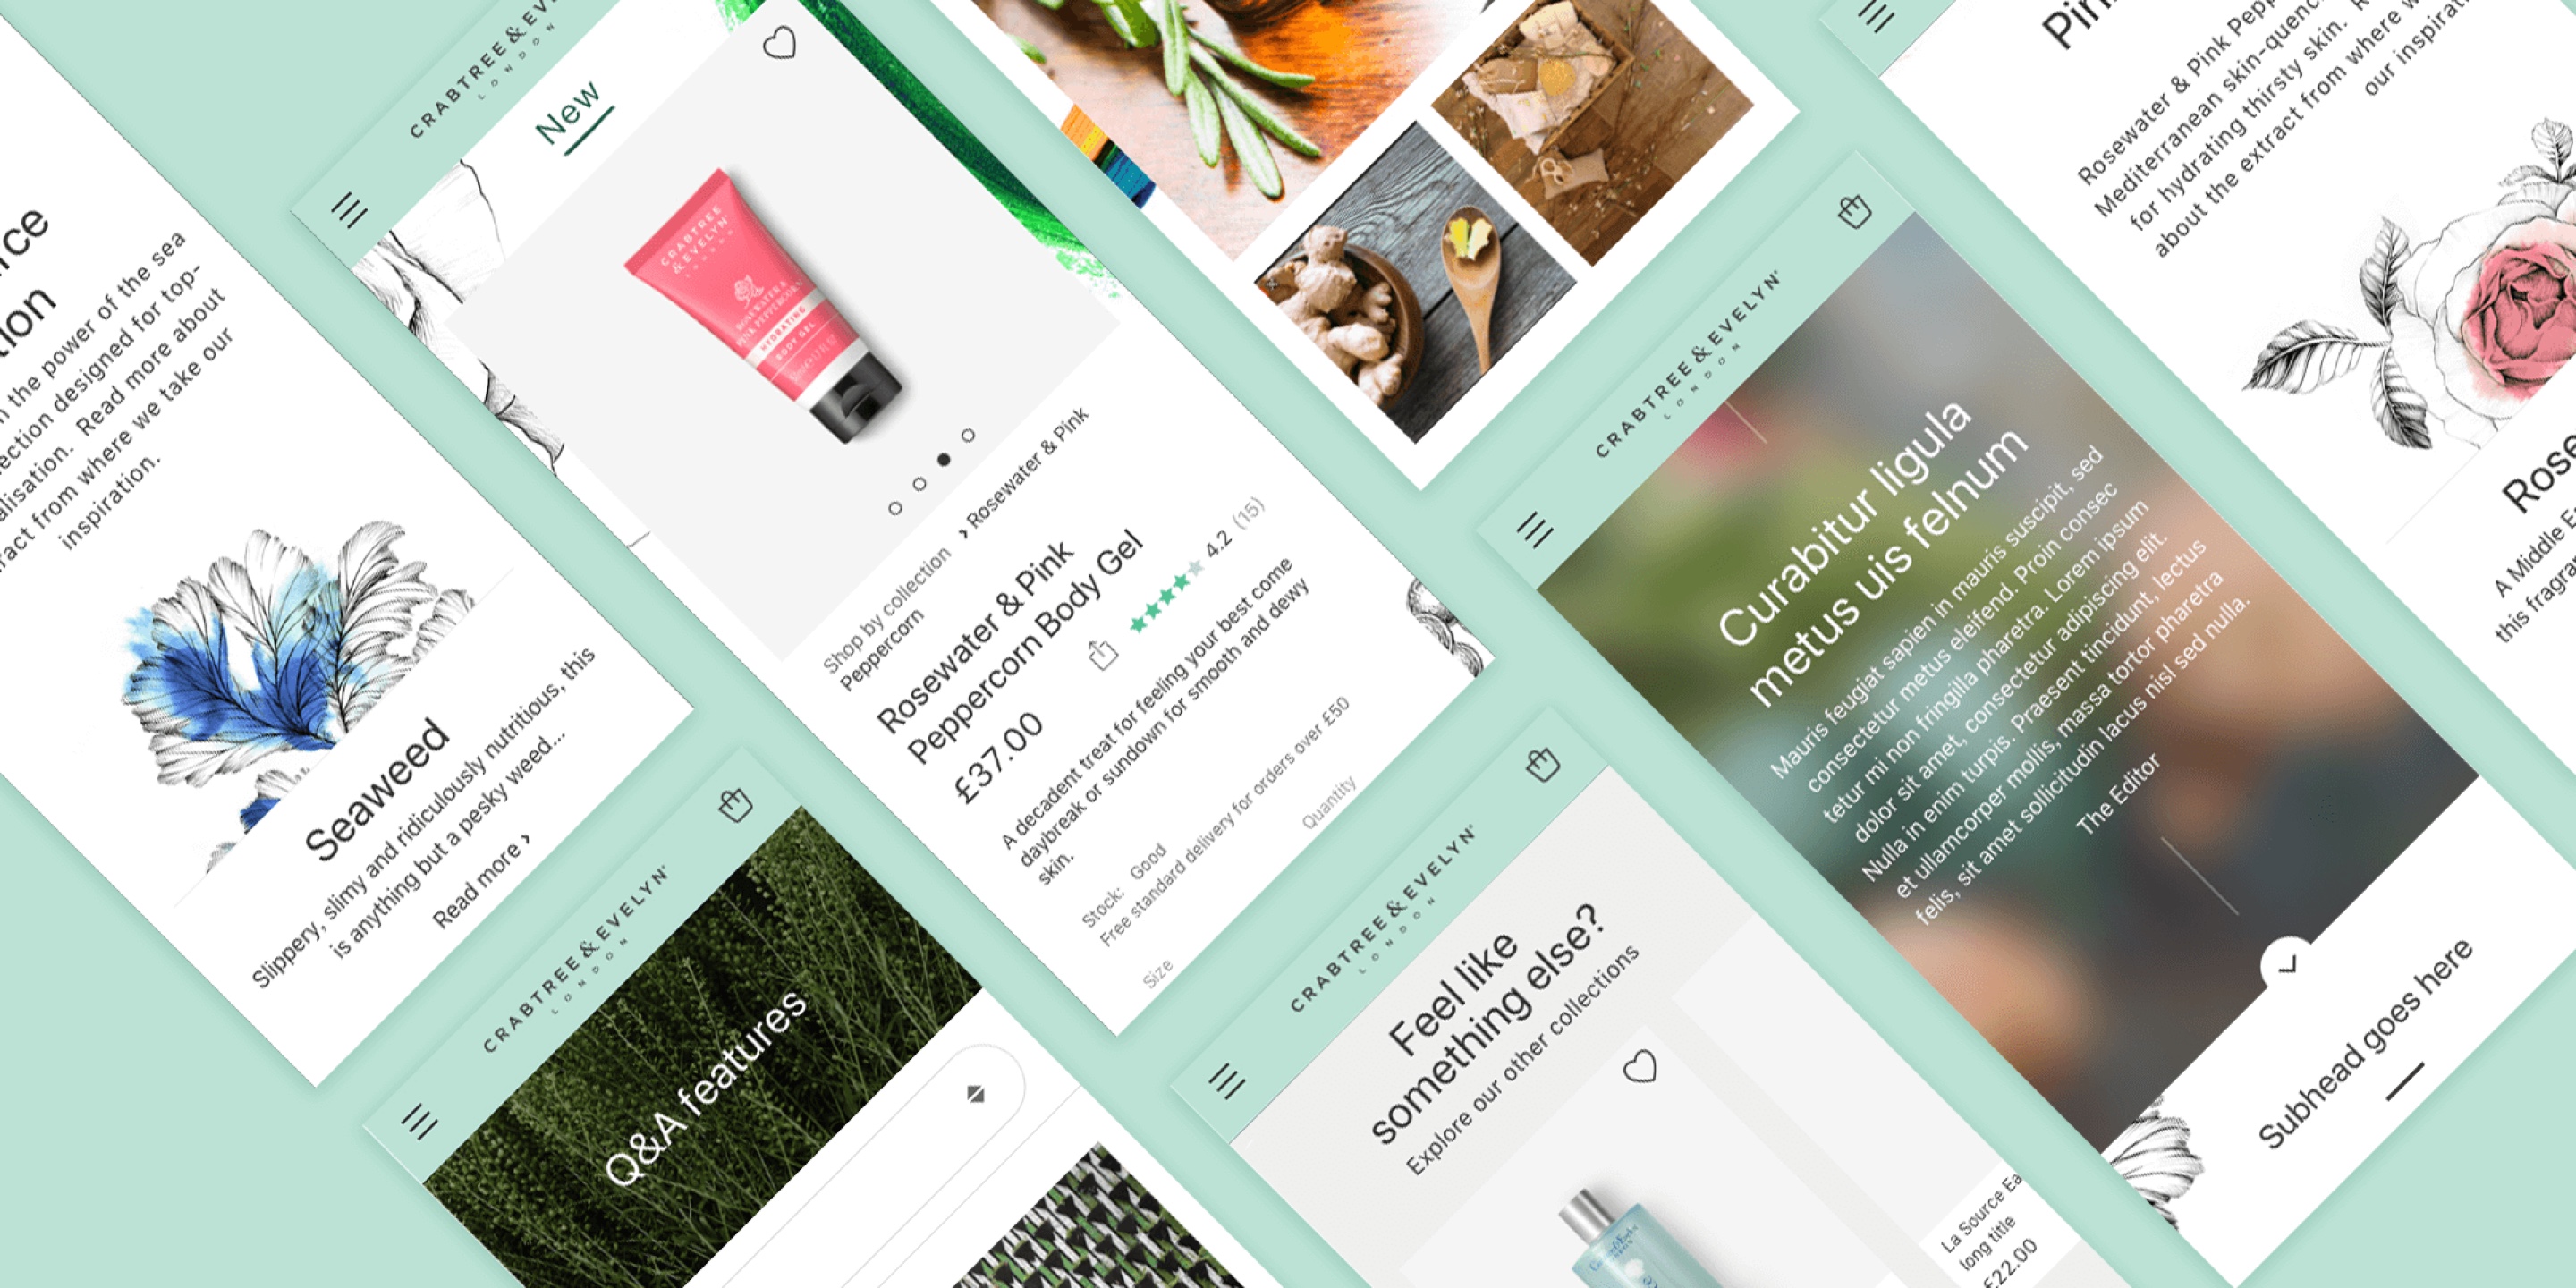 rce
tion
n the power of the sea
ection designed for top-
alisation. Read more about
ract from where we take our
inspiration.
Seaweed
Slippery, slimy and ridiculously nutritious, this
is anything but a pesky weed...
Read more ›
CRABTREE & EV
LONDON
New
CRABTREE
& EVELYN
LONDON
ROSEWATER &
PINK PEPPERCORN
HYDRATING
BODY GEL
Shop by collection › Rosewater & Pink
Peppercorn
Rosewater & Pink
Peppercorn Body Gel
£37.00
4.2 (15)
A decadent treat for feeling your best come
daybreak or sundown for smooth and dewy
skin.
Stock: Good
Free standard delivery for orders over £50
Size
Quantity
CRABTREE & EVELYN
LONDON
Q&A features
CRABTREE & EVELYN
LONDON
Feel like
something else?
Explore our other collections
La Source Ea
long title
£22.00
CRABTREE & EVELYN
LONDON
Curabitur ligula
metus uis felnum
Mauris feugiat sapien in mauris suscipit, sed
consectetur metus eleifend. Proin consec
tetur mi non fringilla pharetra. Lorem ipsum
dolor sit amet, consectetur adipiscing elit.
Nulla in enim turpis. Praesent tincidunt, lectus
et ullamcorper mollis, massa tortor pharetra
felis, sit amet sollicitudin lacus nisl sed nulla.
The Editor
Subhead goes here
Pin
Rosewater & Pink Pepp
Mediterranean skin-quenc
for hydrating thirsty skin. R
about the extract from where w
our inspirat
Rose
A Middle E
this fragra